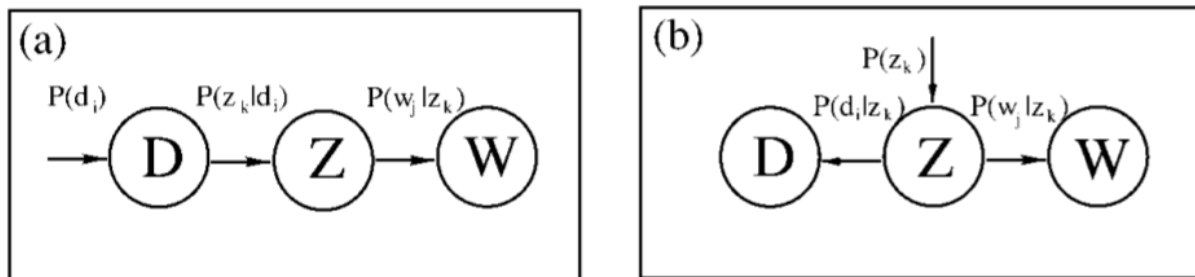 (a)
P(d_i) P(z_k|d_i) P(w_j|z_k)
D Z W
(b)
P(z_k)
P(d_i|z_k) P(w_j|z_k)
D Z W